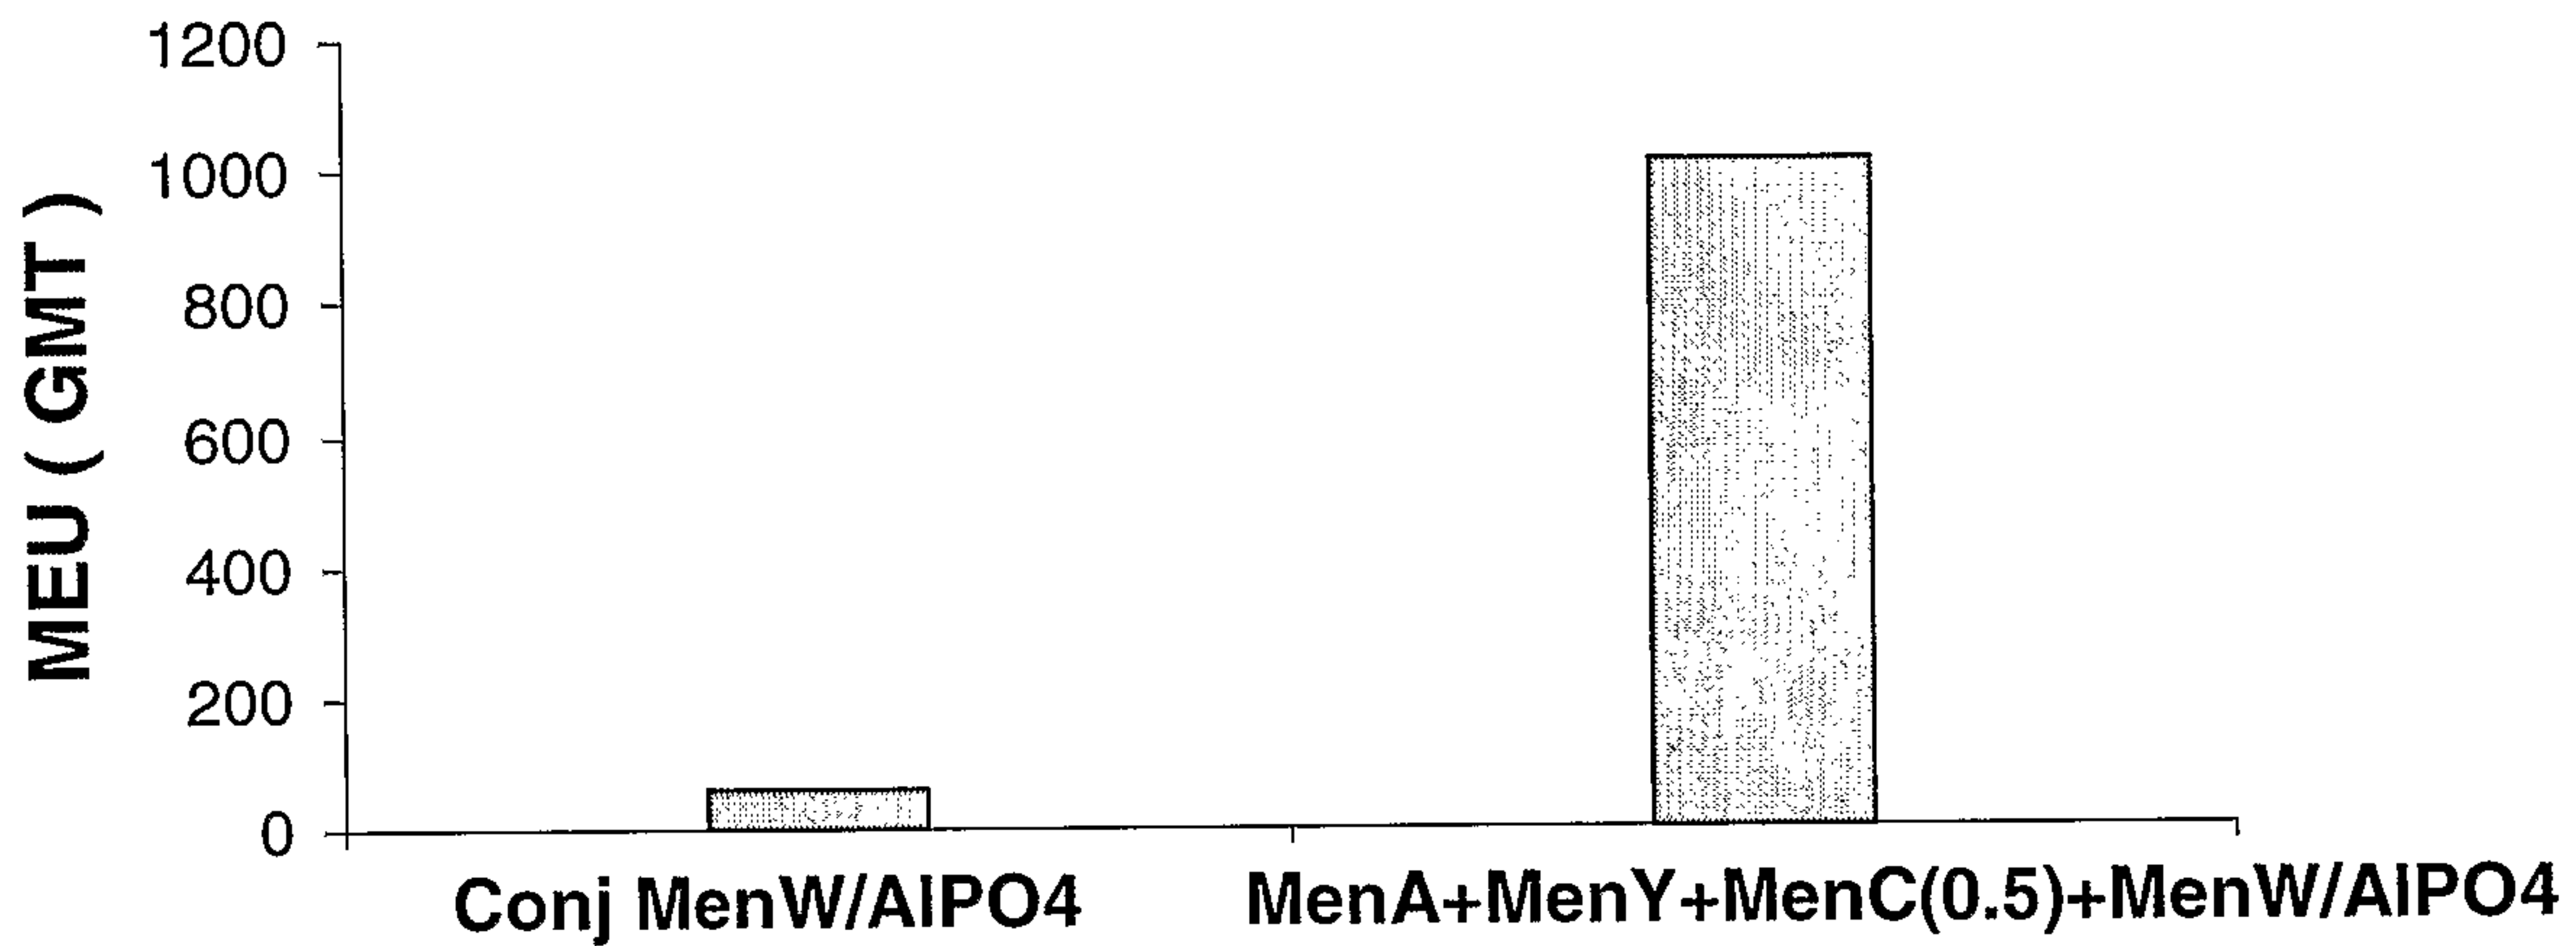 1200
1000
800
600
400
200
0
MEU ( GMT )
Conj MenW/AlPO4
MenA+MenY+MenC(0.5)+MenW/AlPO4